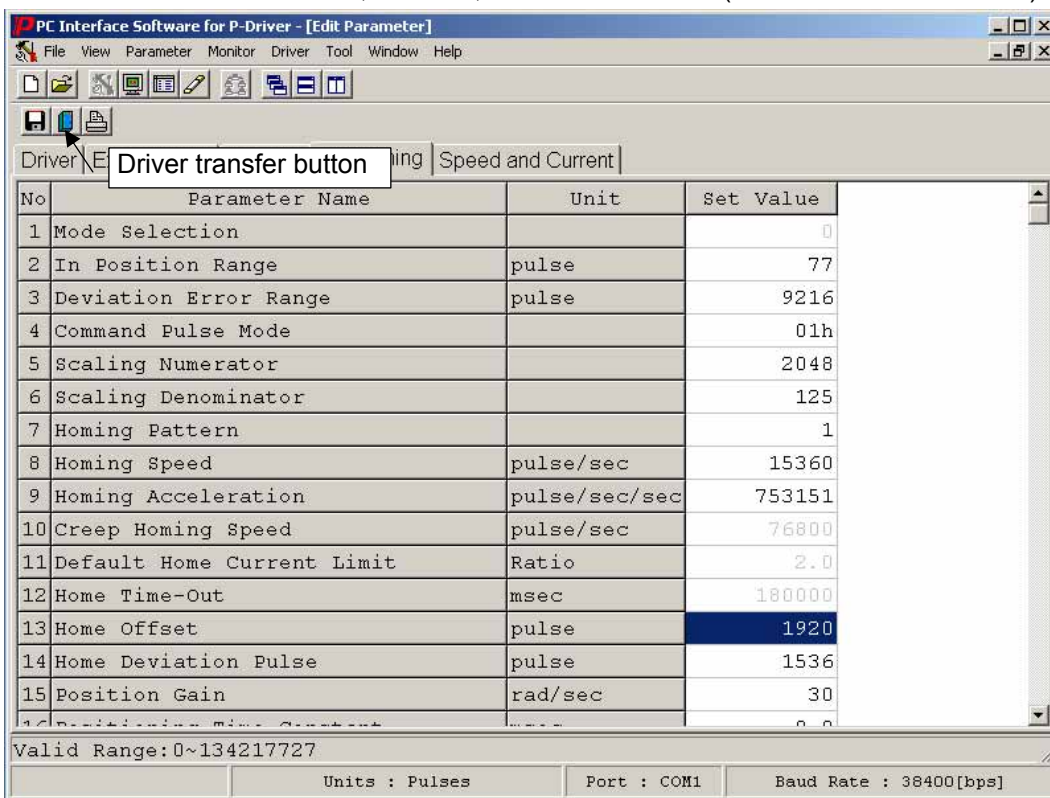 PC Interface Software for P-Driver - [Edit Parameter]
File View Parameter Monitor Driver Tool Window Help
Driver E Driver transfer button ing Speed and Current
No Parameter Name Unit Set Value
1 Mode Selection 0
2 In Position Range pulse 77
3 Deviation Error Range pulse 9216
4 Command Pulse Mode 01h
5 Scaling Numerator 2048
6 Scaling Denominator 125
7 Homing Pattern 1
8 Homing Speed pulse/sec 15360
9 Homing Acceleration pulse/sec/sec 753151
10 Creep Homing Speed pulse/sec 76800
11 Default Home Current Limit Ratio 2.0
12 Home Time-Out msec 180000
13 Home Offset pulse 1920
14 Home Deviation Pulse pulse 1536
15 Position Gain rad/sec 30
Valid Range:0~134217727
Units : Pulses Port : COM1 Baud Rate : 38400[bps]